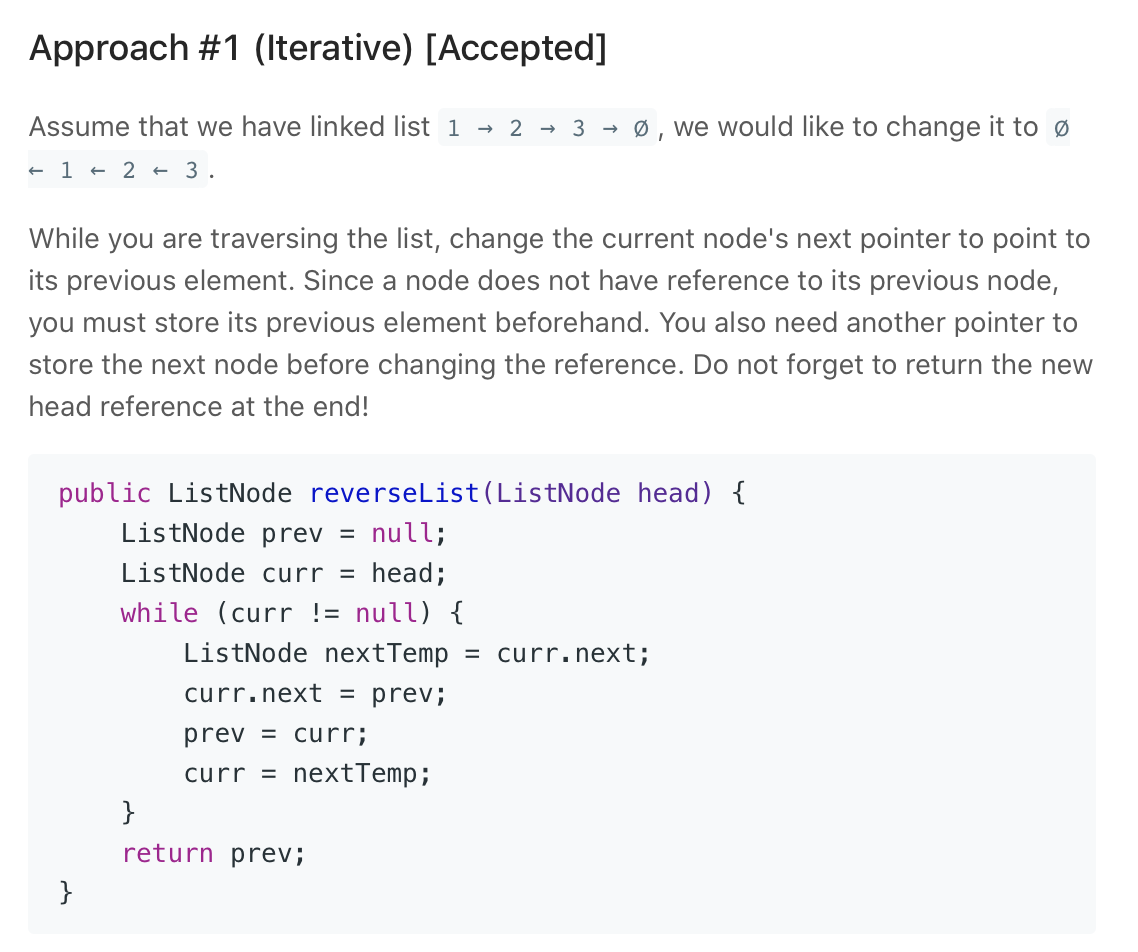 Approach #1 (Iterative) [Accepted]
Assume that we have linked list 1 → 2 → 3 → Ø, we would like to change it to Ø
← 1 ← 2 ← 3.
While you are traversing the list, change the current node's next pointer to point to
its previous element. Since a node does not have reference to its previous node,
you must store its previous element beforehand. You also need another pointer to
store the next node before changing the reference. Do not forget to return the new
head reference at the end!
public ListNode reverseList(ListNode head) {
    ListNode prev = null;
    ListNode curr = head;
    while (curr != null) {
        ListNode nextTemp = curr.next;
        curr.next = prev;
        prev = curr;
        curr = nextTemp;
    }
    return prev;
}